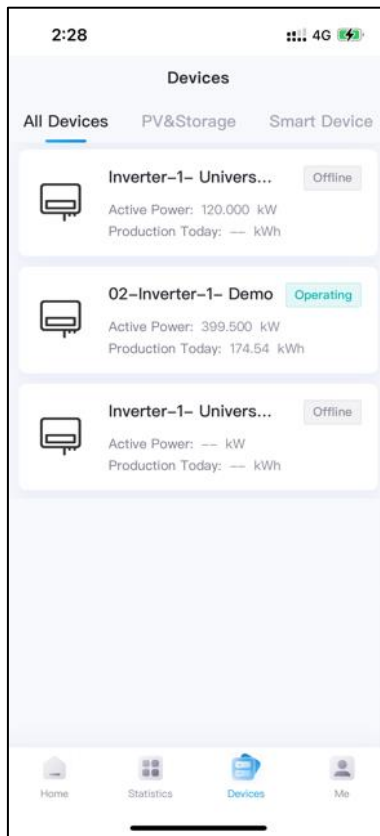 2:28 4G
Devices
All Devices PV&Storage Smart Device
Inverter-1- Univers... Offline
Active Power: 120.000 kW
Production Today: -- kWh
02-Inverter-1- Demo Operating
Active Power: 399.500 kW
Production Today: 174.54 kWh
Inverter-1- Univers... Offline
Active Power: -- kW
Production Today: -- kWh
Home Statistics Devices Me